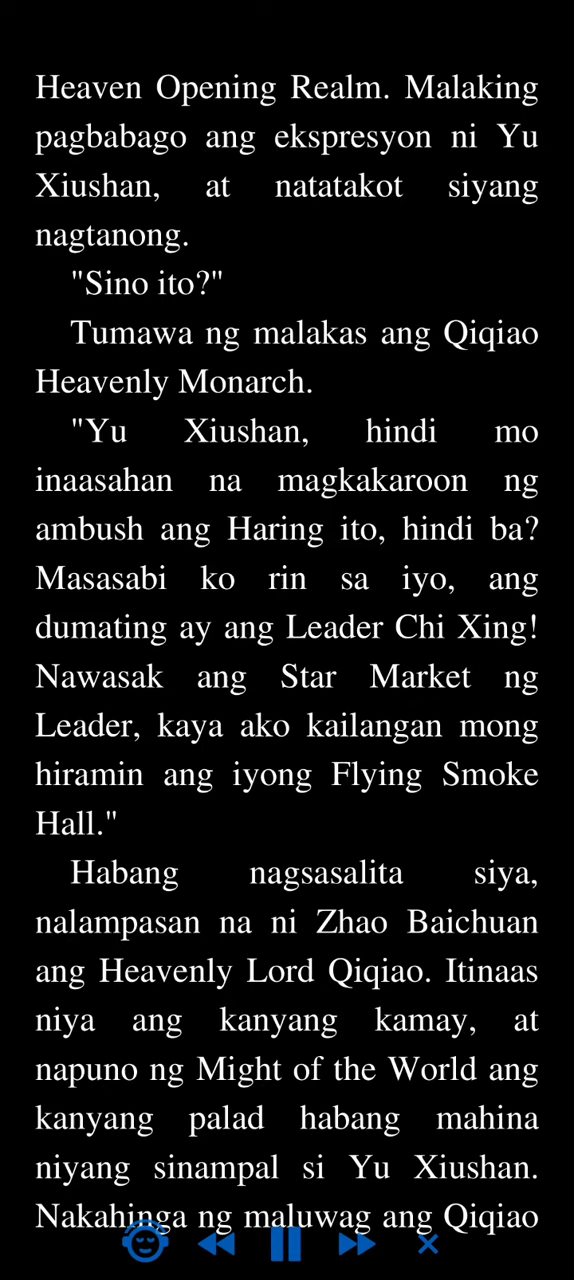 Heaven Opening Realm. Malaking
pagbabago ang ekspresyon ni Yu
Xiushan, at natatakot siyang
nagtanong.
"Sino ito?"
Tumawa ng malakas ang Qiqiao
Heavenly Monarch.
"Yu Xiushan, hindi mo
inaasahan na magkakaroon ng
ambush ang Haring ito, hindi ba?
Masasabi ko rin sa iyo, ang
dumating ay ang Leader Chi Xing!
Nawasak ang Star Market ng
Leader, kaya ako kailangan mong
hiramin ang iyong Flying Smoke
Hall."
Habang nagsasalita siya,
nalampasan na ni Zhao Baichuan
ang Heavenly Lord Qiqiao. Itinaas
niya ang kanyang kamay, at
napuno ng Might of the World ang
kanyang palad habang mahina
niyang sinampal si Yu Xiushan.
Nakahinga ng maluwag ang Qiqiao